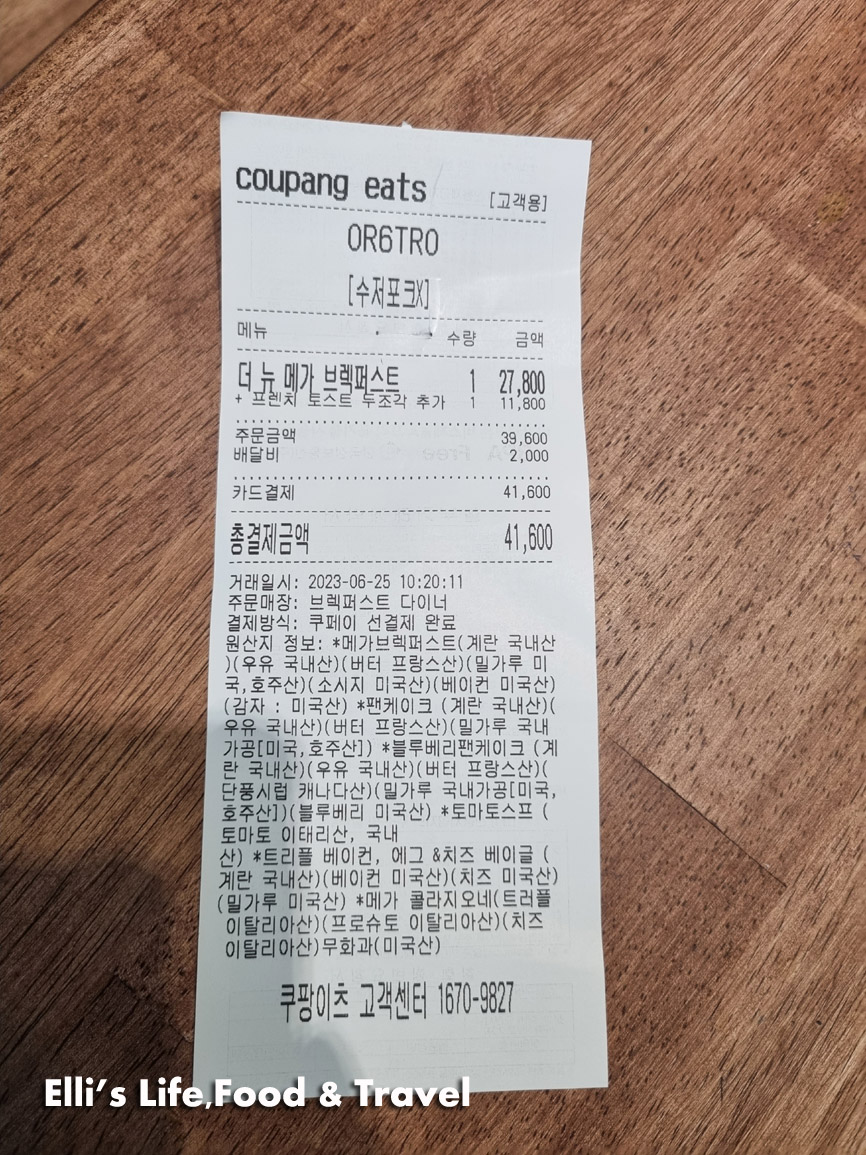 coupang eats [고객용]
OR6TRO
[수저포크X]
메뉴 수량 금액
더 뉴 메가 브렉퍼스트 1 27,800
+ 프렌치 토스트 두조각 추가 1 11,800
주문금액 39,600
배달비 2,000
카드결제 41,600
총결제금액 41,600
거래일시: 2023-06-25 10:20:11
주문매장: 브렉퍼스트 다이너
결제방식: 쿠페이 선결제 완료
원산지 정보: *메가브렉퍼스트(계란 국내산
)(우유 국내산)(버터 프랑스산)(밀가루 미
국,호주산)(소시지 미국산)(베이컨 미국산)
(감자 : 미국산) *팬케이크 (계란 국내산)(
우유 국내산)(버터 프랑스산)(밀가루 국내
가공[미국,호주산]) *블루베리팬케이크 (계
란 국내산)(우유 국내산)(버터 프랑스산)(
단풍시럽 캐나다산)(밀가루 국내가공[미국,
호주산])(블루베리 미국산) *토마토스프 (
토마토 이태리산, 국내
산) *트리플 베이컨, 에그 &치즈 베이글 (
계란 국내산)(베이컨 미국산)(치즈 미국산)
(밀가루 미국산) *메가 콜라지오네(트러플
이탈리아산)(프로슈토 이탈리아산)(치즈
이탈리아산)무화과(미국산)
쿠팡이츠 고객센터 1670-9827
Elli's Life,Food & Travel